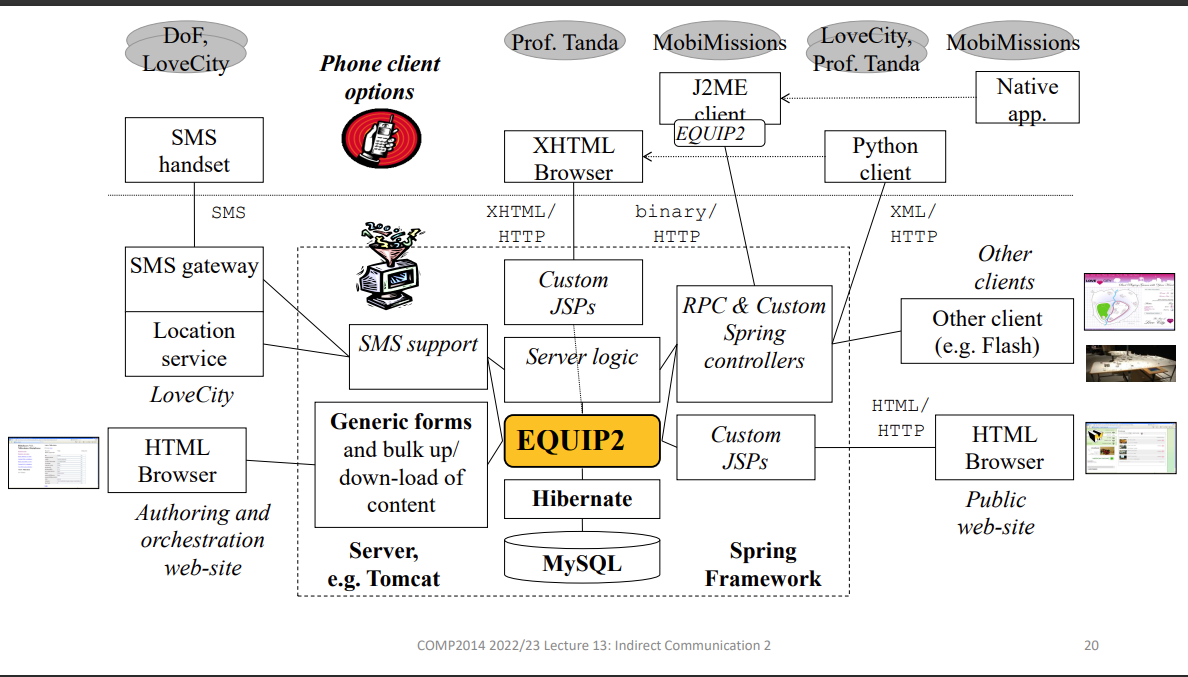 DoF,
LoveCity
Phone client
options
Prof. Tanda
MobiMissions
LoveCity,
Prof. Tanda
MobiMissions
SMS
handset
XHTML
Browser
J2ME
client
EQUIP2
Python
client
Native
app.
SMS
XHTML/
HTTP
binary/
HTTP
XML/
HTTP
SMS gateway
Location
service
LoveCity
SMS support
Custom
JSPs
Server logic
RPC & Custom
Spring
controllers
Other
clients
Other client
(e.g. Flash)
HTML
Browser
Authoring and
orchestration
web-site
Generic forms
and bulk up/
down-load of
content
EQUIP2
Hibernate
MySQL
Custom
JSPs
HTML/
HTTP
HTML
Browser
Public
web-site
Server,
e.g. Tomcat
Spring
Framework
COMP2014 2022/23 Lecture 13: Indirect Communication 2
20